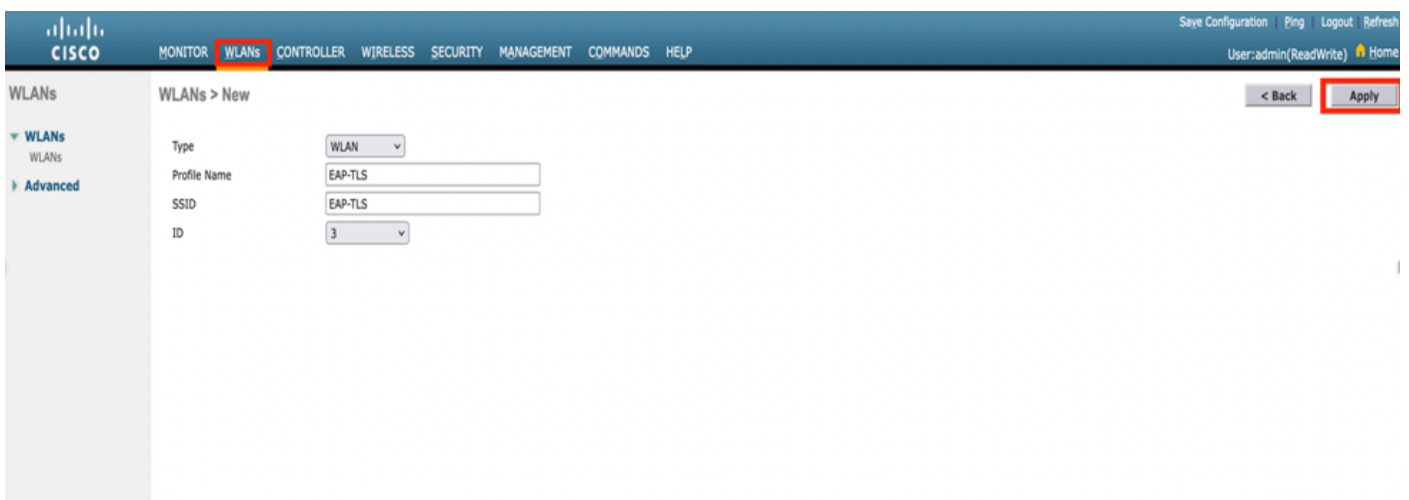 Save Configuration | Ping | Logout | Refresh
CISCO MONITOR WLANs CONTROLLER WIRELESS SECURITY MANAGEMENT COMMANDS HELP User:admin(ReadWrite) Home
WLANs
WLANs
WLANs
Advanced
WLANs > New < Back Apply
Type WLAN
Profile Name EAP-TLS
SSID EAP-TLS
ID 3